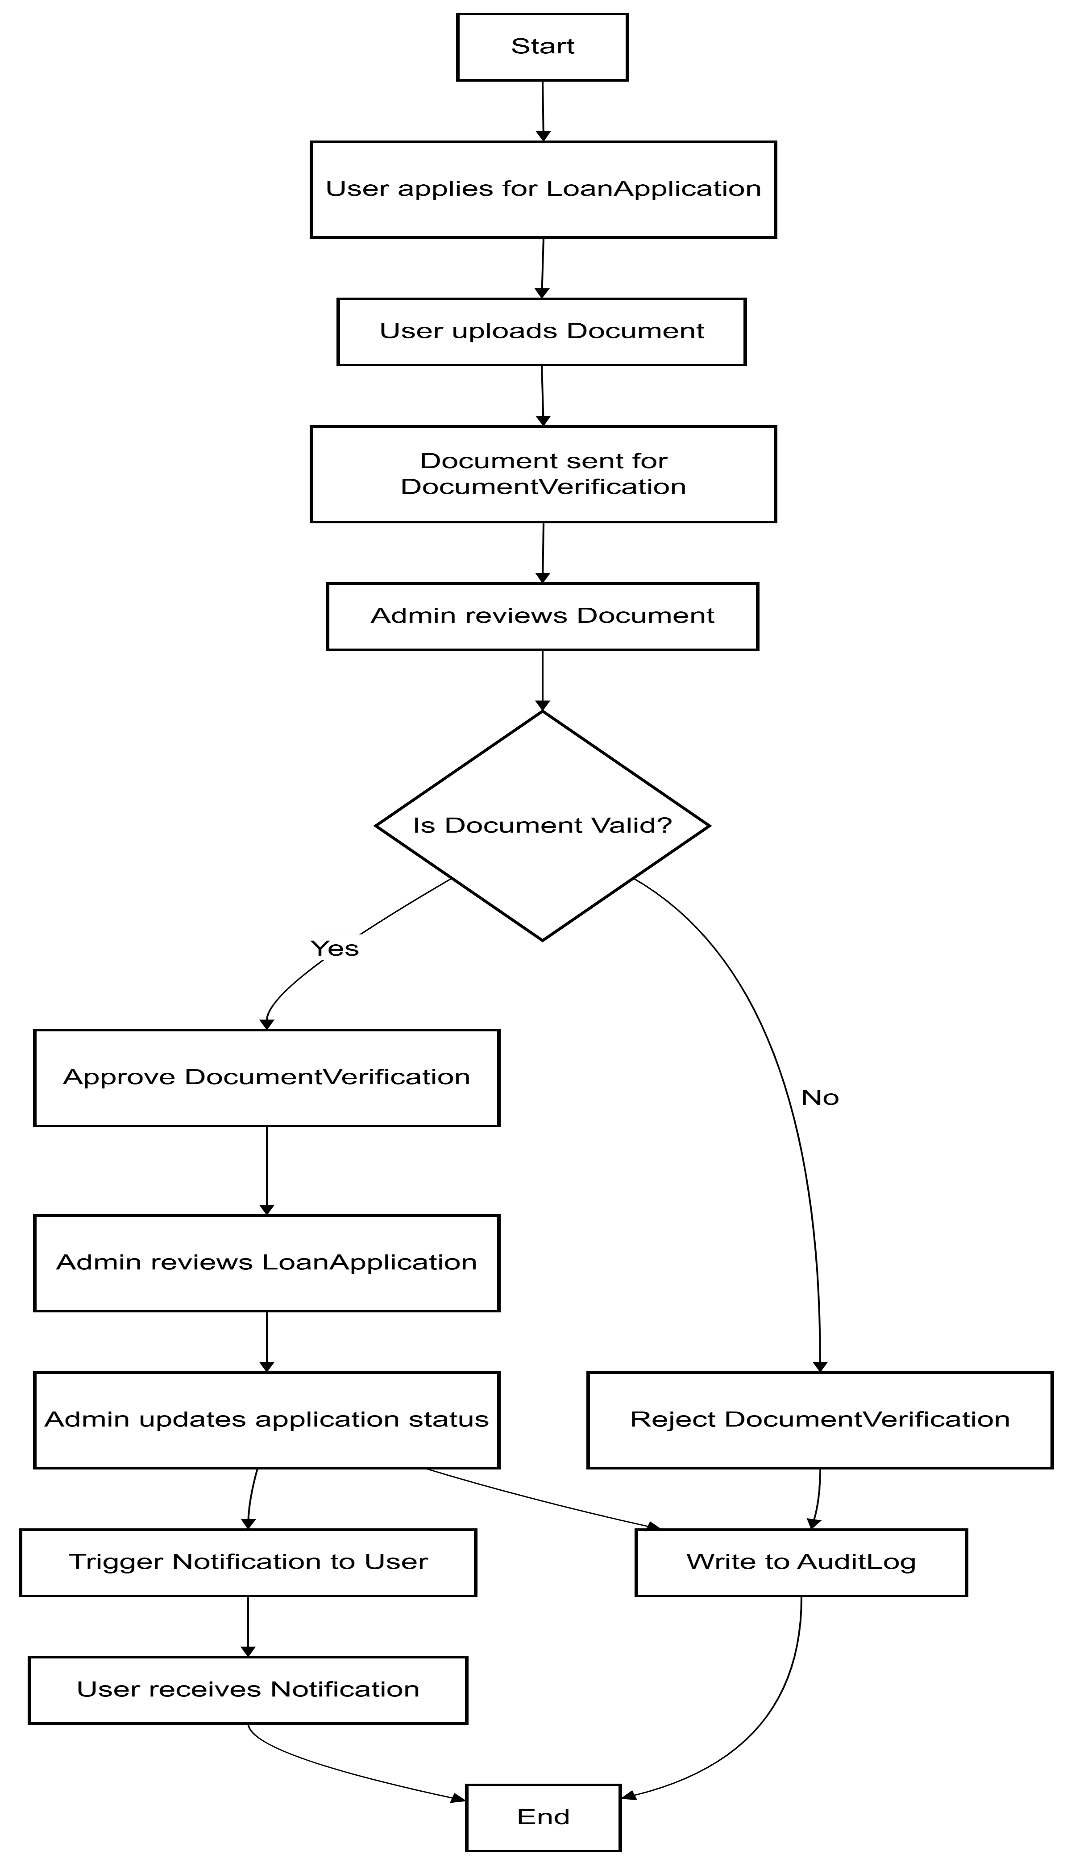 Start
User applies for LoanApplication
User uploads Document
Document sent for
DocumentVerification
Admin reviews Document
Is Document Valid?
Yes
Approve DocumentVerification
No
Admin reviews LoanApplication
Admin updates application status
Reject DocumentVerification
Trigger Notification to User
Write to AuditLog
User receives Notification
End